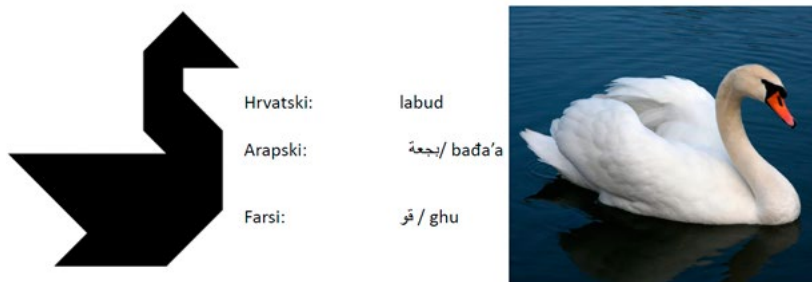 Hrvatski: labud
Arapski: بجعة/ bađa’a
Farsi: قو / ghu